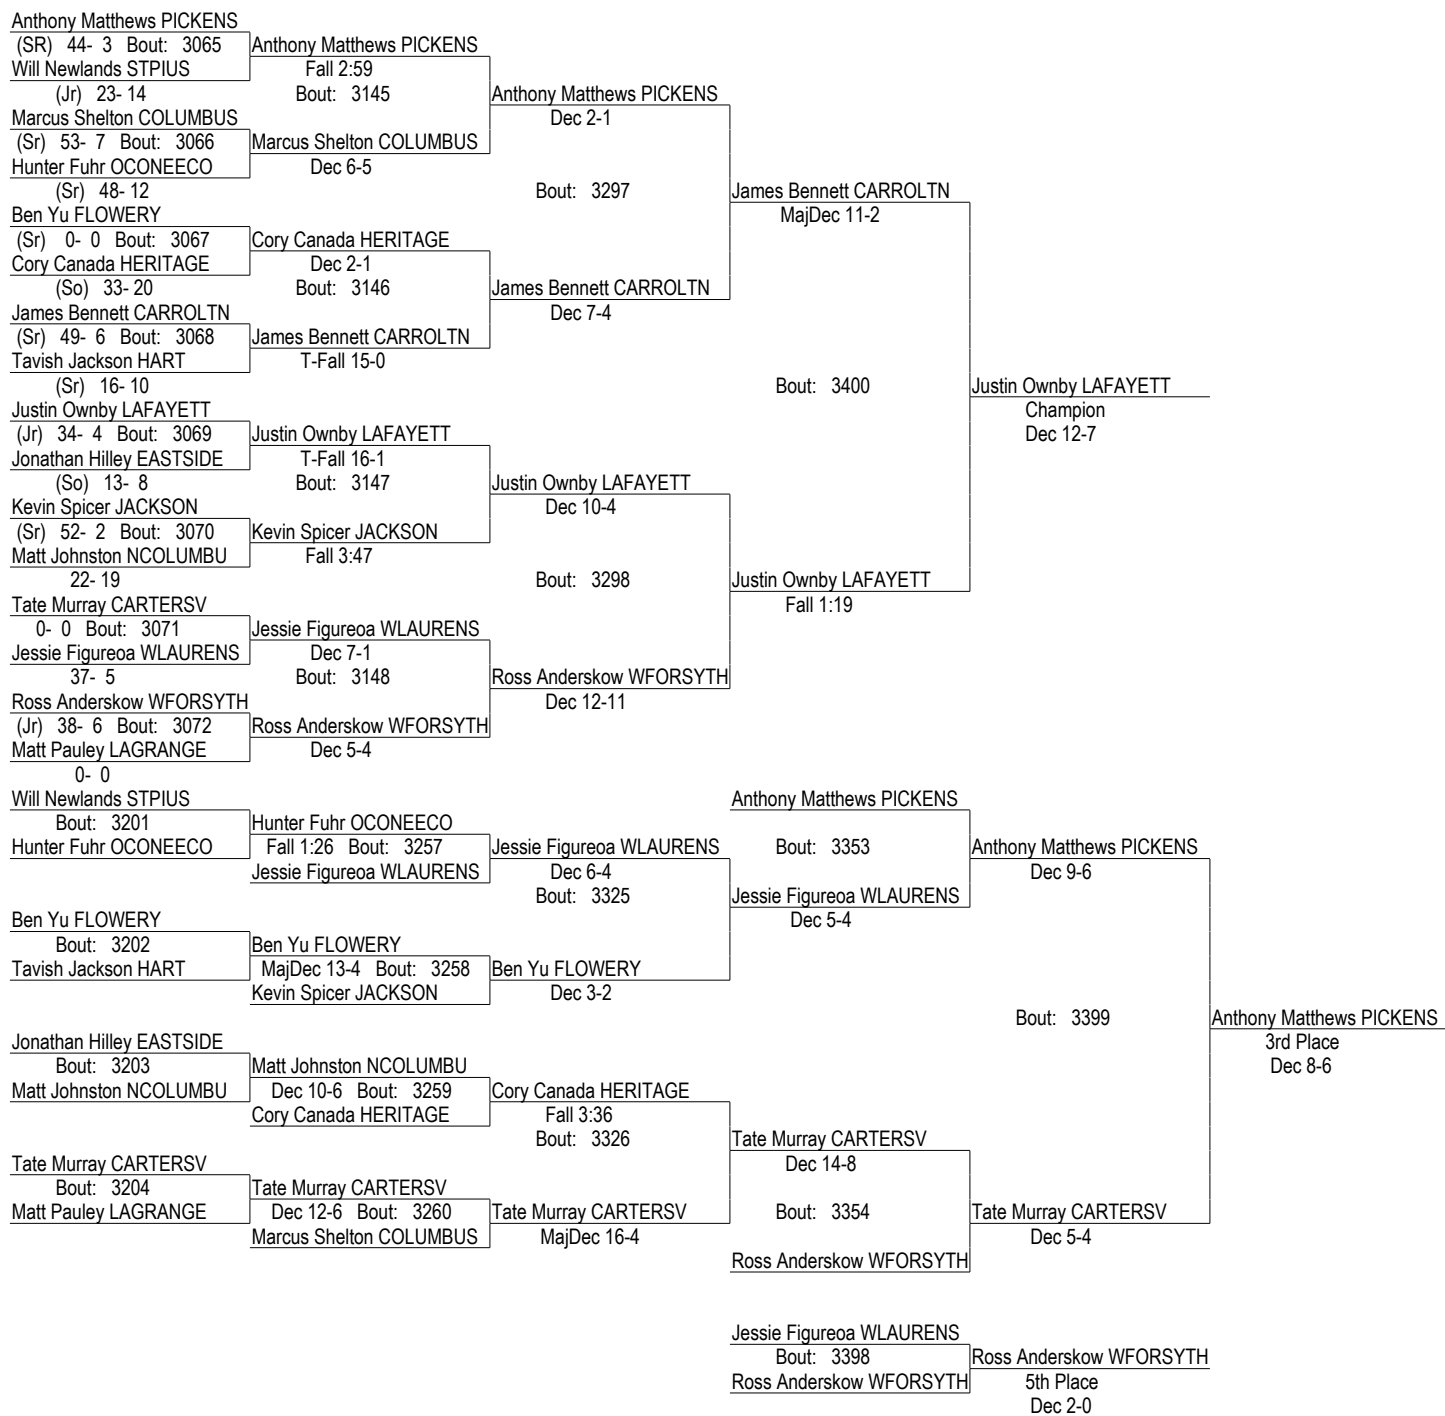 Anthony Matthews PICKENS
(SR) 44- 3 Bout: 3065 Anthony Matthews PICKENS
Will Newlands STPIUS Fall 2:59
(Jr) 23- 14 Bout: 3145 Anthony Matthews PICKENS
Marcus Shelton COLUMBUS Dec 2-1
(Sr) 53- 7 Bout: 3066 Marcus Shelton COLUMBUS
Hunter Fuhr OCONEECO Dec 6-5
(Sr) 48- 12 Bout: 3297 James Bennett CARROLTN
Ben Yu FLOWERY MajDec 11-2
(Sr) 0- 0 Bout: 3067 Cory Canada HERITAGE
Cory Canada HERITAGE Dec 2-1
(So) 33- 20 Bout: 3146 James Bennett CARROLTN
James Bennett CARROLTN Dec 7-4
(Sr) 49- 6 Bout: 3068 James Bennett CARROLTN
Tavish Jackson HART T-Fall 15-0
(Sr) 16- 10 Bout: 3400 Justin Ownby LAFAYETT
Justin Ownby LAFAYETT Champion
(Jr) 34- 4 Bout: 3069 Justin Ownby LAFAYETT Dec 12-7
Jonathan Hilley EASTSIDE T-Fall 16-1
(So) 13- 8 Bout: 3147 Justin Ownby LAFAYETT
Kevin Spicer JACKSON Dec 10-4
(Sr) 52- 2 Bout: 3070 Kevin Spicer JACKSON
Matt Johnston NCOLUMBU Fall 3:47
22- 19 Bout: 3298 Justin Ownby LAFAYETT
Tate Murray CARTERSV Fall 1:19
0- 0 Bout: 3071 Jessie Figureoa WLAURENS
Jessie Figureoa WLAURENS Dec 7-1
37- 5 Bout: 3148 Ross Anderskow WFORSYTH
Ross Anderskow WFORSYTH Dec 12-11
(Jr) 38- 6 Bout: 3072 Ross Anderskow WFORSYTH
Matt Pauley LAGRANGE Dec 5-4
0- 0
Will Newlands STPIUS Anthony Matthews PICKENS
Bout: 3201 Hunter Fuhr OCONEECO
Hunter Fuhr OCONEECO Fall 1:26 Bout: 3257 Jessie Figureoa WLAURENS Bout: 3353 Anthony Matthews PICKENS
Jessie Figureoa WLAURENS Dec 6-4 Dec 9-6
Bout: 3325 Jessie Figureoa WLAURENS
Ben Yu FLOWERY Dec 5-4
Bout: 3202 Ben Yu FLOWERY
Tavish Jackson HART MajDec 13-4 Bout: 3258 Ben Yu FLOWERY
Kevin Spicer JACKSON Dec 3-2
Bout: 3399 Anthony Matthews PICKENS
Jonathan Hilley EASTSIDE 3rd Place
Bout: 3203 Matt Johnston NCOLUMBU Dec 8-6
Matt Johnston NCOLUMBU Dec 10-6 Bout: 3259 Cory Canada HERITAGE
Cory Canada HERITAGE Fall 3:36
Bout: 3326 Tate Murray CARTERSV
Tate Murray CARTERSV Dec 14-8
Bout: 3204 Tate Murray CARTERSV
Matt Pauley LAGRANGE Dec 12-6 Bout: 3260 Tate Murray CARTERSV Bout: 3354 Tate Murray CARTERSV
Marcus Shelton COLUMBUS MajDec 16-4 Dec 5-4
Ross Anderskow WFORSYTH
Jessie Figureoa WLAURENS
Bout: 3398 Ross Anderskow WFORSYTH
Ross Anderskow WFORSYTH 5th Place
Dec 2-0